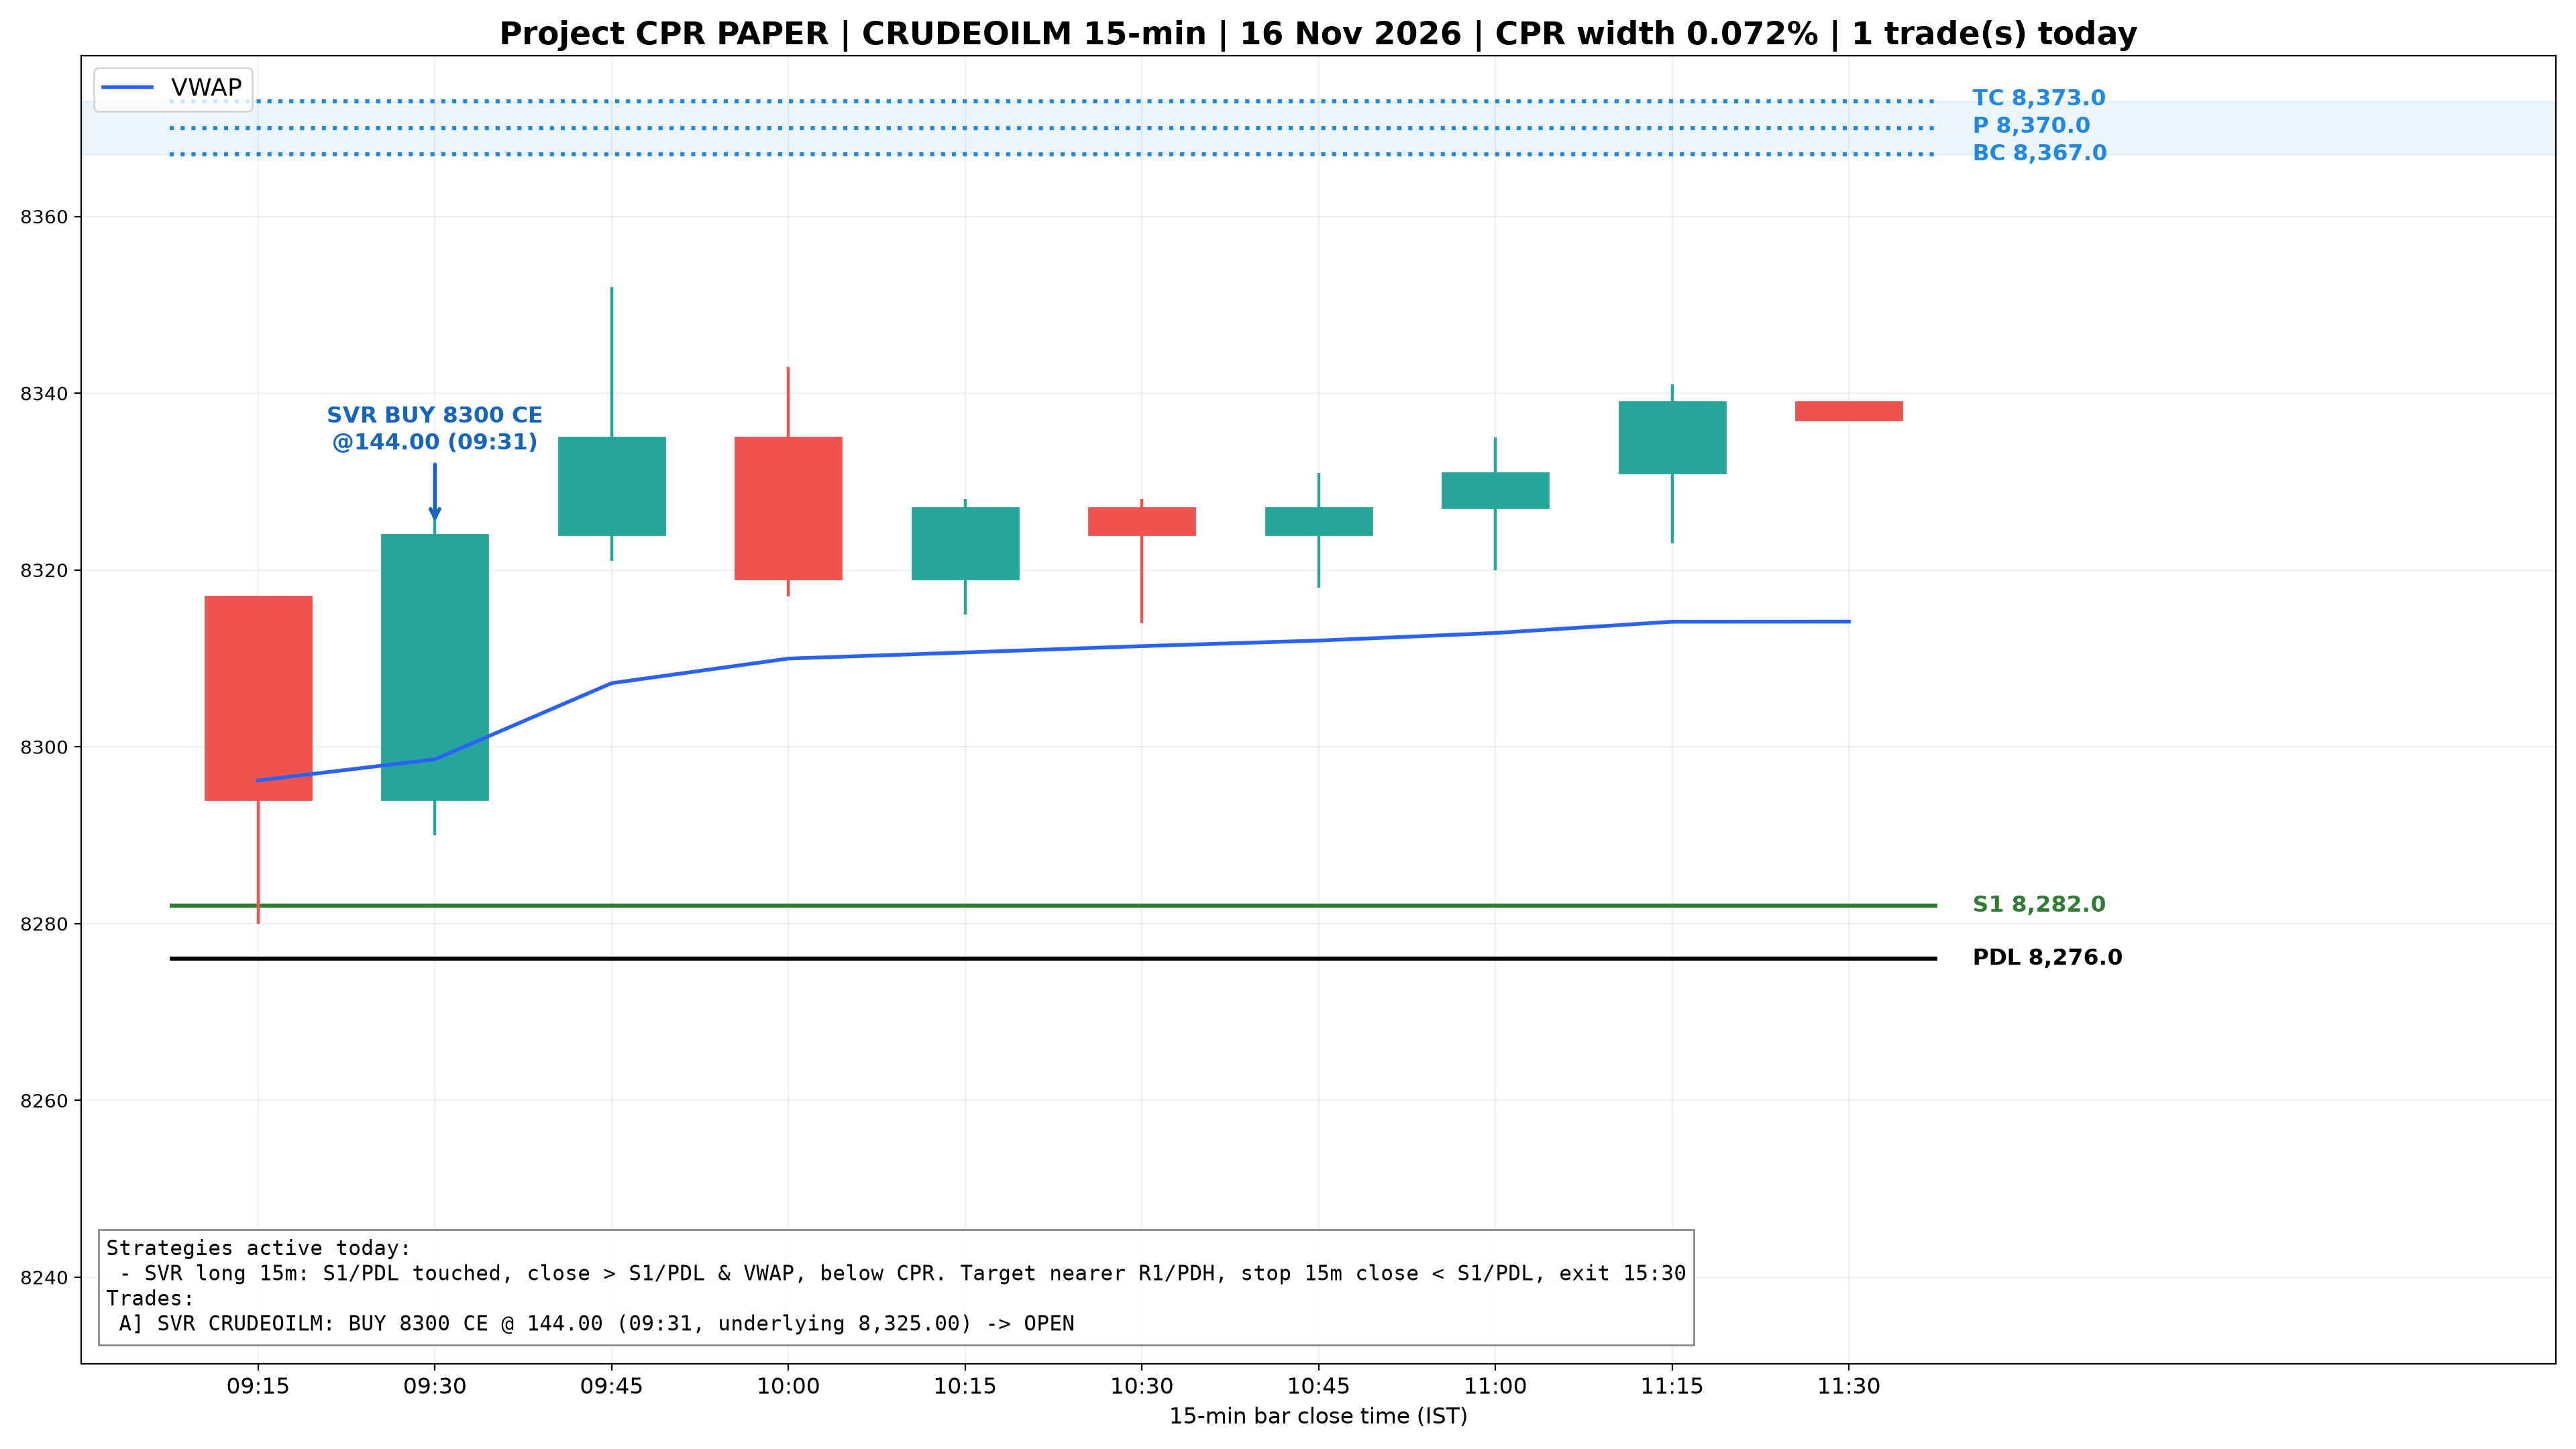 Project CPR PAPER | CRUDEOILM 15-min | 16 Nov 2026 | CPR width 0.072% | 1 trade(s) today
VWAP
TC 8,373.0
P 8,370.0
BC 8,367.0
8360
8340
SVR BUY 8300 CE
@144.00 (09:31)
8320
8300
S1 8,282.0
8280
PDL 8,276.0
8260
8240
Strategies active today:
- SVR long 15m: S1/PDL touched, close > S1/PDL & VWAP, below CPR. Target nearer R1/PDH, stop 15m close < S1/PDL, exit 15:30
Trades:
A] SVR CRUDEOILM: BUY 8300 CE @ 144.00 (09:31, underlying 8,325.00) -> OPEN
09:15 09:30 09:45 10:00 10:15 10:30 10:45 11:00 11:15 11:30
15-min bar close time (IST)